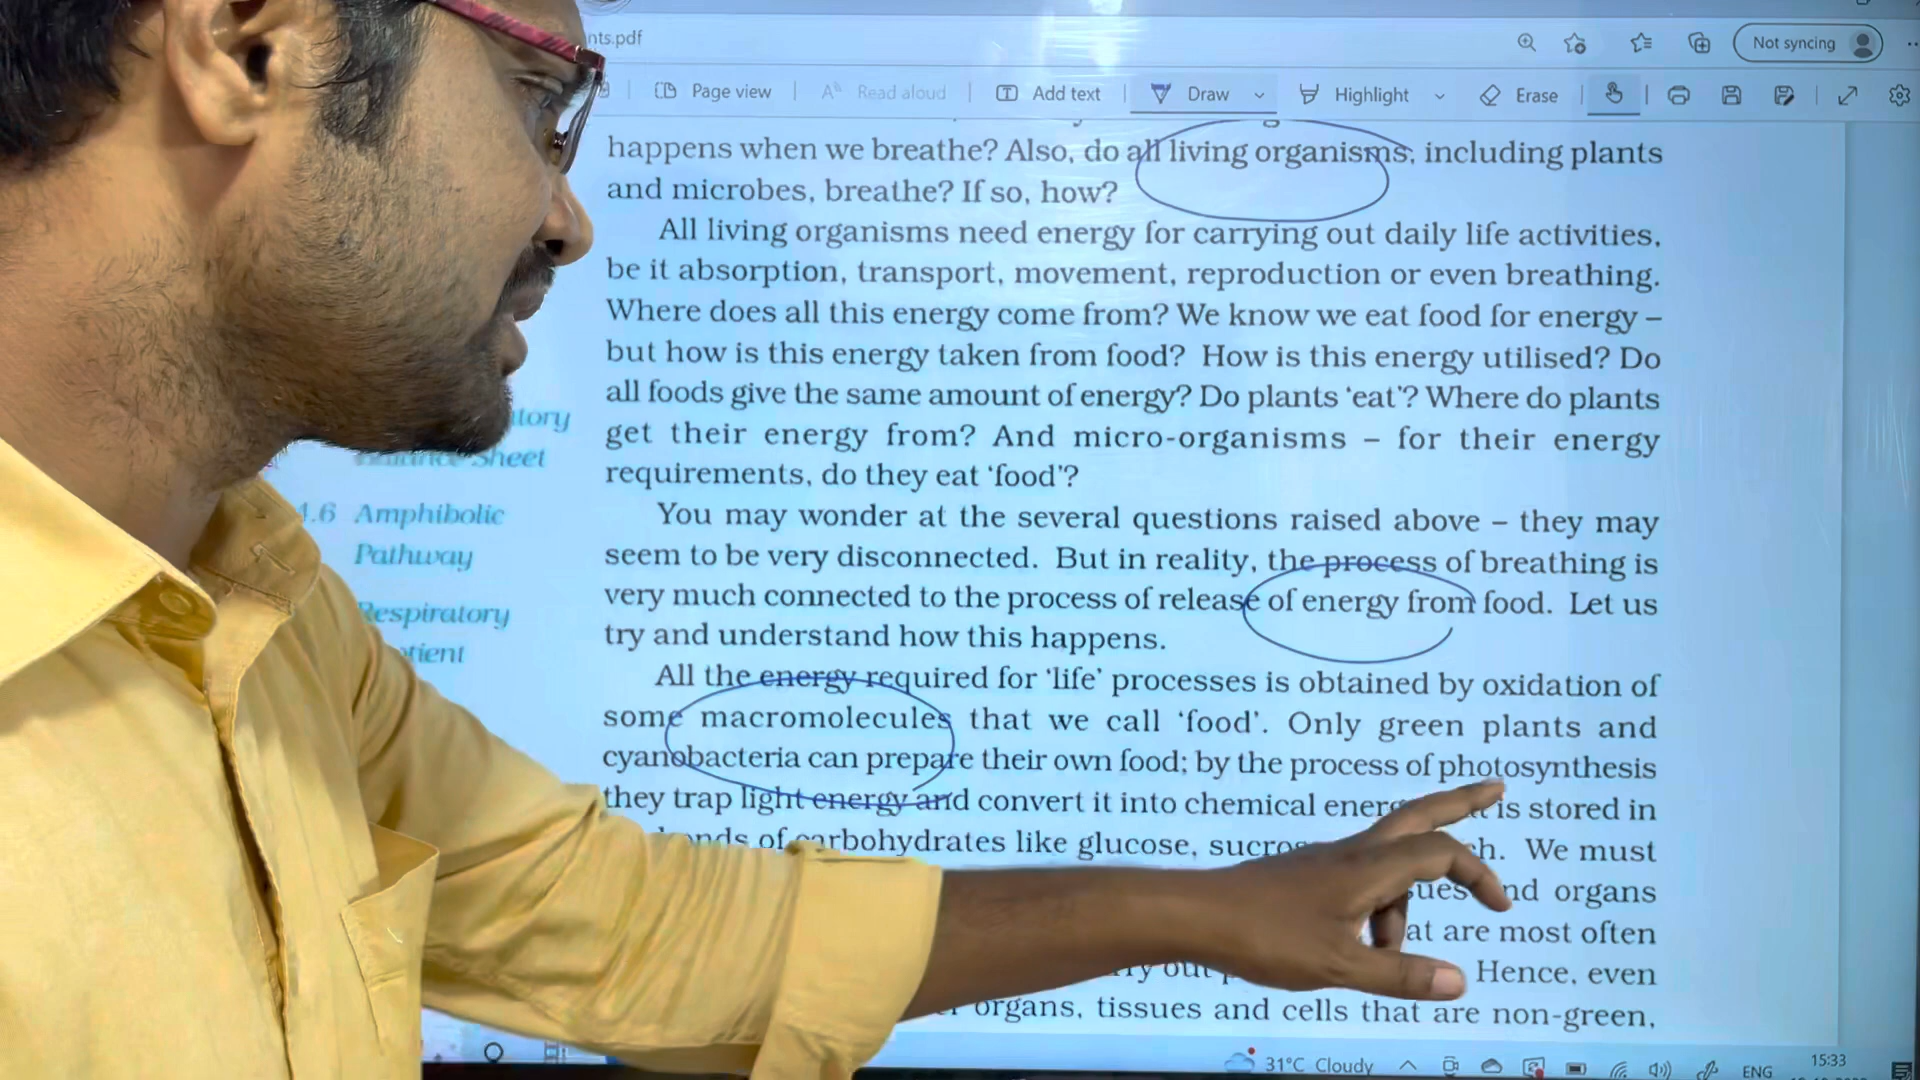 nts.pdf
Not syncing
Page view
Read aloud
Add text
Draw
Highlight
Erase
happens when we breathe? Also, do all living organisms, including plants
and microbes, breathe? If so, how?
All living organisms need energy for carrying out daily life activities,
be it absorption, transport, movement, reproduction or even breathing.
Where does all this energy come from? We know we eat food for energy –
but how is this energy taken from food? How is this energy utilised? Do
all foods give the same amount of energy? Do plants ‘eat’? Where do plants
get their energy from? And micro-organisms – for their energy
requirements, do they eat ‘food’?
You may wonder at the several questions raised above – they may
seem to be very disconnected. But in reality, the process of breathing is
very much connected to the process of release of energy from food. Let us
try and understand how this happens.
All the energy required for ‘life’ processes is obtained by oxidation of
some macromolecules that we call ‘food’. Only green plants and
cyanobacteria can prepare their own food; by the process of photosynthesis
they trap light energy and convert it into chemical is stored in
of carbohydrates like glucose, We must
nd organs
at are most often
out Hence, even
organs, tissues and cells that are non-green,
tory
Sheet
.6 Amphibolic
Pathway
Respiratory
tient
31°C Cloudy
ENG
15:33